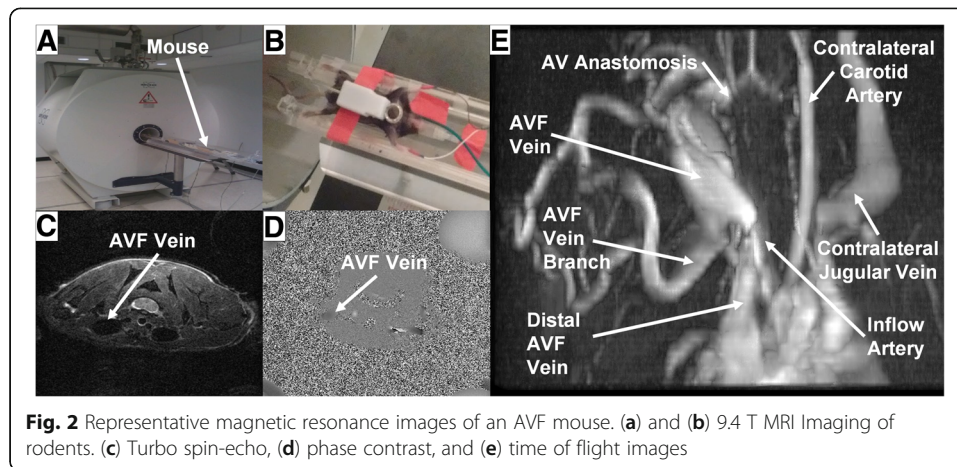 A
Mouse
B
C
AVF Vein
D
AVF Vein
E
AV Anastomosis
Contralateral
Carotid
Artery
AVF
Vein
AVF
Vein
Branch
Contralateral
Jugular Vein
Distal
AVF
Vein
Inflow
Artery
Fig. 2 Representative magnetic resonance images of an AVF mouse. (a) and (b) 9.4 T MRI Imaging of
rodents. (c) Turbo spin-echo, (d) phase contrast, and (e) time of flight images